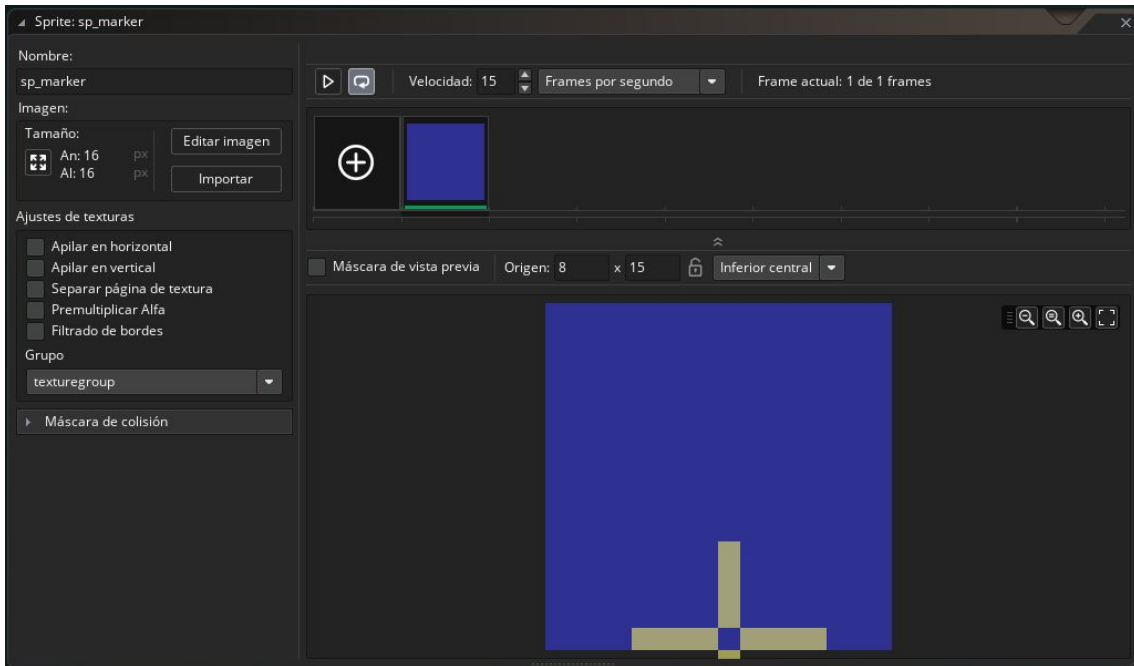 Sprite: sp_marker
Nombre:
sp_marker
Imagen:
Tamaño:
An: 16 px
Al: 16 px
Editar imagen
Importar
Ajustes de texturas
Apilar en horizontal
Apilar en vertical
Separar página de textura
Premultiplicar Alfa
Filtrado de bordes
Grupo
texturegroup
Máscara de colisión
Velocidad: 15 Frames por segundo Frame actual: 1 de 1 frames
Máscara de vista previa Origen: 8 x 15 Inferior central